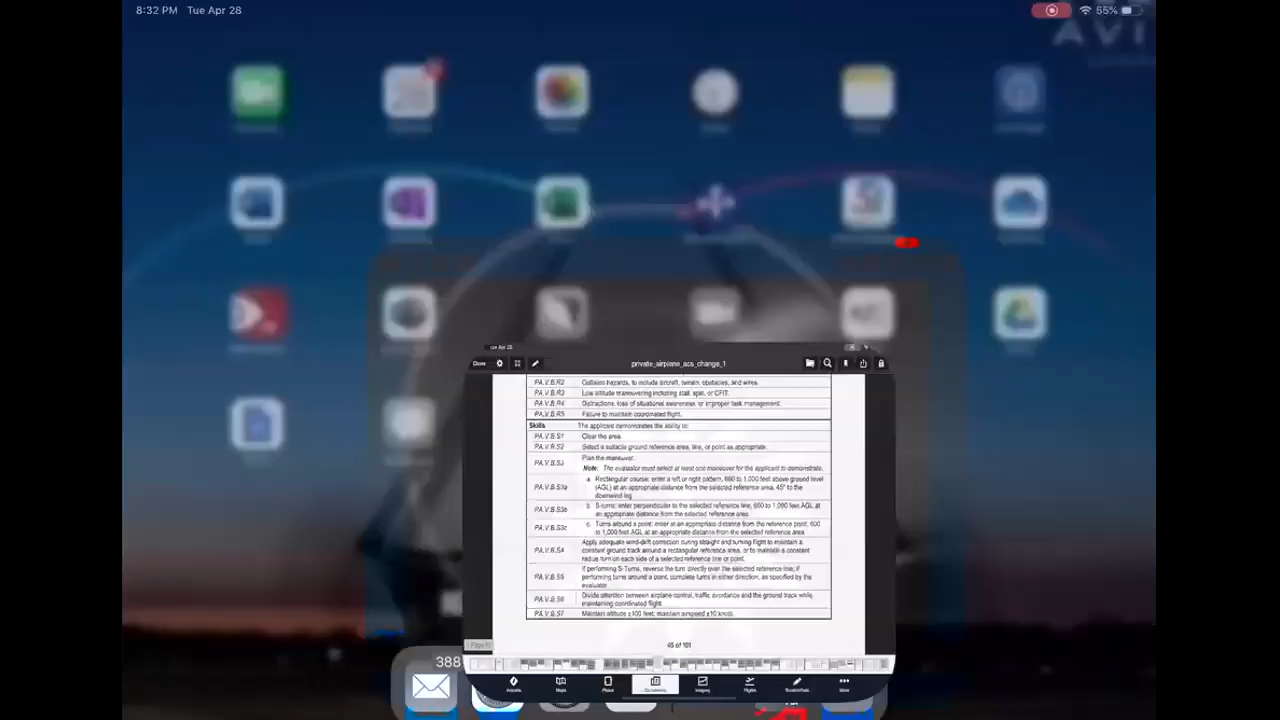 8:32 PM Tue Apr 28
55%
AVI
Tue Apr 28
Close
private_airplane_acs_change_1
PA.V.B.R2 Collision hazards, to include aircraft, terrain, obstacles, and wires.
PA.V.B.R3 Low altitude maneuvering including stall, spin, or CFIT.
PA.V.B.R4 Distractions, loss of situational awareness, or improper task management.
PA.V.B.R5 Failure to maintain coordinated flight.
Skills The applicant demonstrates the ability to:
PA.V.B.S1 Clear the area.
PA.V.B.S2 Select a suitable ground reference area, line, or point as appropriate.
PA.V.B.S3 Plan the maneuver:
Note: The evaluator must select at least one maneuver for the applicant to demonstrate.
PA.V.B.S3a a. Rectangular course: enter a left or right pattern, 600 to 1,000 feet above ground level
(AGL) at an appropriate distance from the selected reference area, 45° to the
downwind leg
PA.V.B.S3b b. S-turns: enter perpendicular to the selected reference line, 600 to 1,000 feet AGL at
an appropriate distance from the selected reference area
PA.V.B.S3c c. Turns around a point: enter at an appropriate distance from the reference point, 600
to 1,000 feet AGL at an appropriate distance from the selected reference area
PA.V.B.S4 Apply adequate wind-drift correction during straight and turning flight to maintain a
constant ground track around a rectangular reference area, or to maintain a constant
radius turn on each side of a selected reference line or point.
PA.V.B.S5 If performing S-Turns, reverse the turn directly over the selected reference line; if
performing turns around a point, complete turns in either direction, as specified by the
evaluator.
PA.V.B.S6 Divide attention between airplane control, traffic avoidance and the ground track while
maintaining coordinated flight.
PA.V.B.S7 Maintain altitude ±100 feet; maintain airspeed ±10 knots.
45 of 101
388
Airports Maps Plates Documents Imagery Flights ScratchPads More